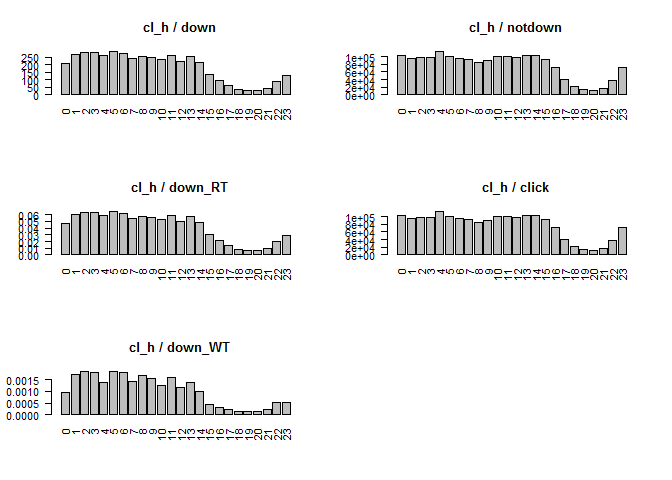 cl_h / down
250
200
150
100
50
0
0 1 2 3 4 5 6 7 8 9 10 11 12 13 14 15 16 17 18 19 20 21 22 23
cl_h / notdown
1e+05
8e+04
6e+04
4e+04
2e+04
0e+00
0 1 2 3 4 5 6 7 8 9 10 11 12 13 14 15 16 17 18 19 20 21 22 23
cl_h / down_RT
0.06
0.05
0.04
0.03
0.02
0.01
0.00
0 1 2 3 4 5 6 7 8 9 10 11 12 13 14 15 16 17 18 19 20 21 22 23
cl_h / click
1e+05
8e+04
6e+04
4e+04
2e+04
0e+00
0 1 2 3 4 5 6 7 8 9 10 11 12 13 14 15 16 17 18 19 20 21 22 23
cl_h / down_WT
0.0015
0.0010
0.0005
0.0000
0 1 2 3 4 5 6 7 8 9 10 11 12 13 14 15 16 17 18 19 20 21 22 23